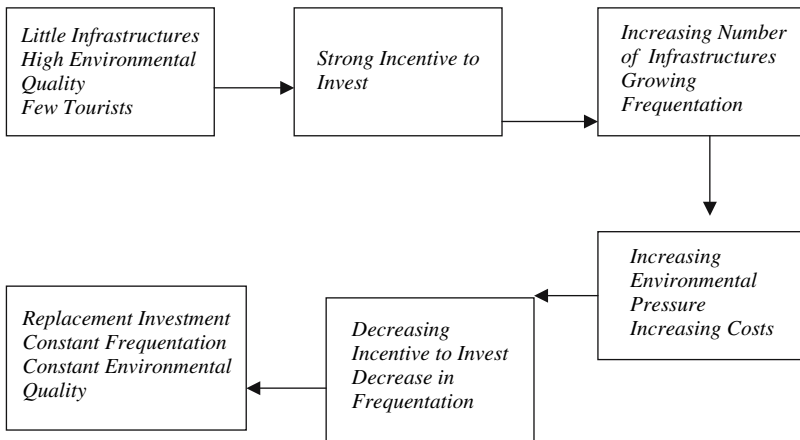 Little Infrastructures
High Environmental
Quality
Few Tourists
Strong Incentive to
Invest
Increasing Number
of Infrastructures
Growing
Frequentation
Increasing
Environmental
Pressure
Increasing Costs
Decreasing
Incentive to Invest
Decrease in
Frequentation
Replacement Investment
Constant Frequentation
Constant Environmental
Quality